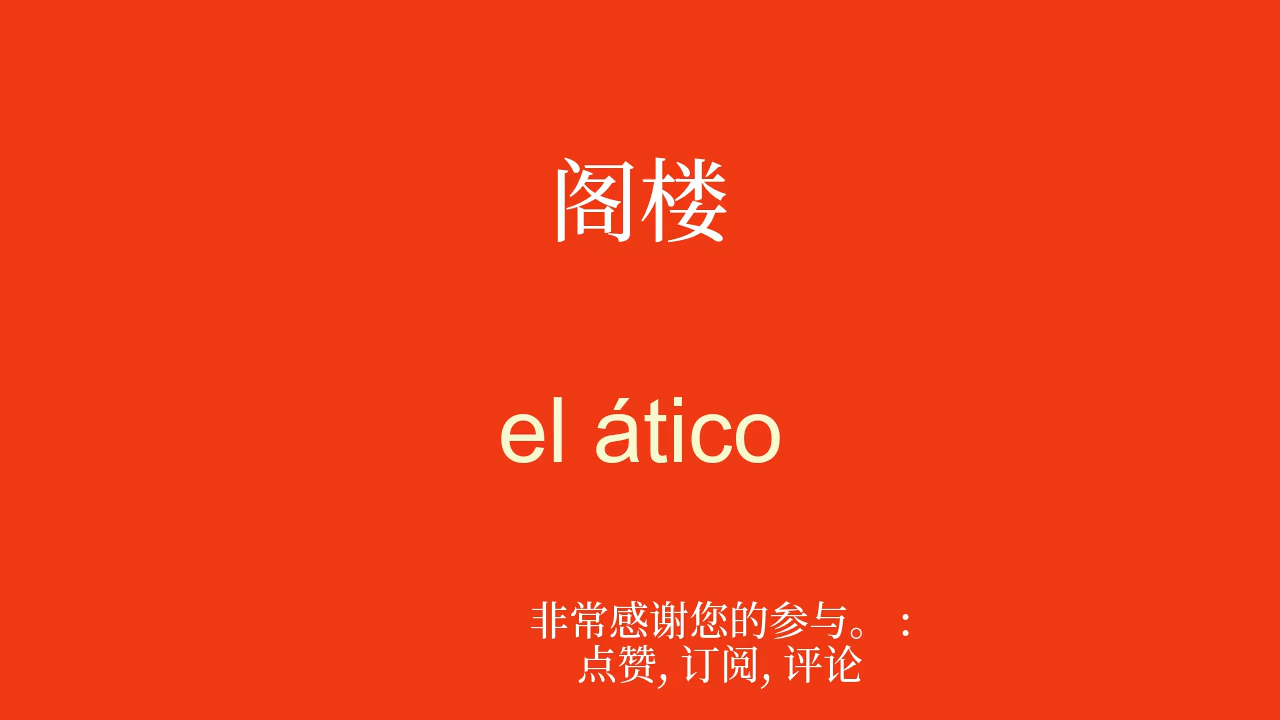 阁楼
el ático
非常感谢您的参与。 :
点赞, 订阅, 评论